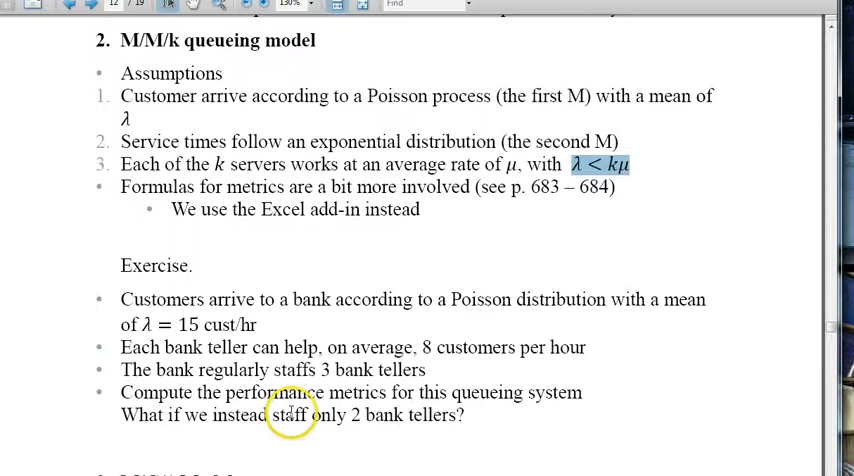 12 / 19 130% Find
2. M/M/k queueing model
• Assumptions
1. Customer arrive according to a Poisson process (the first M) with a mean of
λ
2. Service times follow an exponential distribution (the second M)
3. Each of the k servers works at an average rate of μ, with λ < kμ
• Formulas for metrics are a bit more involved (see p. 683 – 684)
• We use the Excel add-in instead
Exercise.
• Customers arrive to a bank according to a Poisson distribution with a mean
of λ = 15 cust/hr
• Each bank teller can help, on average, 8 customers per hour
• The bank regularly staffs 3 bank tellers
• Compute the performance metrics for this queueing system
What if we instead staff only 2 bank tellers?